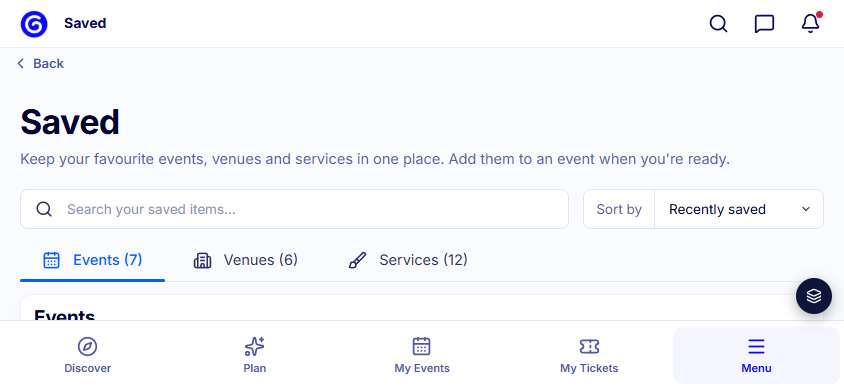 Saved
Back
Saved
Keep your favourite events, venues and services in one place. Add them to an event when you're ready.
Search your saved items...
Sort by
Recently saved
Events (7)
Venues (6)
Services (12)
Events
Discover
Plan
My Events
My Tickets
Menu